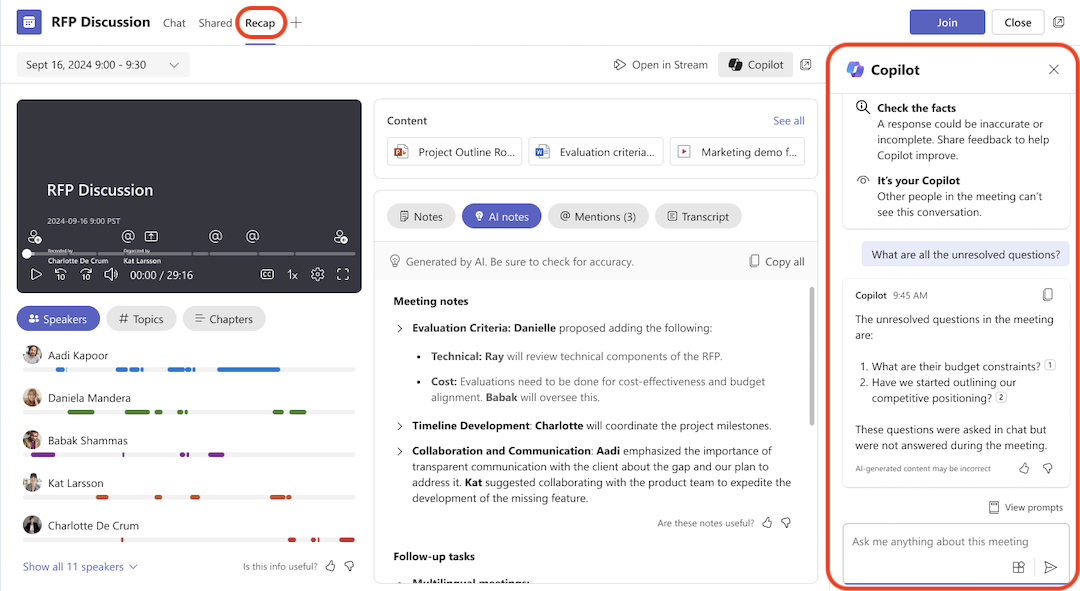 RFP Discussion
Chat
Shared
Recap
Join
Close
Sept 16, 2024 9:00 - 9:30
Open in Stream
Copilot
RFP Discussion
2024-09-16 9:00 PST
Recorded by
Charlotte De Crum
Organized by
Kat Larsson
10
10
00:00 / 29:16
CC
1x
Speakers
# Topics
Chapters
Aadi Kapoor
Daniela Mandera
Babak Shammas
Kat Larsson
Charlotte De Crum
Show all 11 speakers
Is this info useful?
Content
See all
Project Outline Ro...
Evaluation criteria...
Marketing demo f...
Notes
AI notes
Mentions (3)
Transcript
Generated by AI. Be sure to check for accuracy.
Copy all
Meeting notes
Evaluation Criteria: Danielle proposed adding the following:
• Technical: Ray will review technical components of the RFP.
• Cost: Evaluations need to be done for cost-effectiveness and budget
alignment. Babak will oversee this.
Timeline Development: Charlotte will coordinate the project milestones.
Collaboration and Communication: Aadi emphasized the importance of
transparent communication with the client about the gap and our plan to
address it. Kat suggested collaborating with the product team to expedite the
development of the missing feature.
Are these notes useful?
Follow-up tasks
Multilingual meetings:
Copilot
Check the facts
A response could be inaccurate or
incomplete. Share feedback to help
Copilot improve.
It's your Copilot
Other people in the meeting can't
see this conversation.
What are all the unresolved questions?
Copilot 9:45 AM
The unresolved questions in the meeting
are:
1. What are their budget constraints? 1
2. Have we started outlining our
competitive positioning? 2
These questions were asked in chat but
were not answered during the meeting.
AI-generated content may be incorrect
View prompts
Ask me anything about this meeting